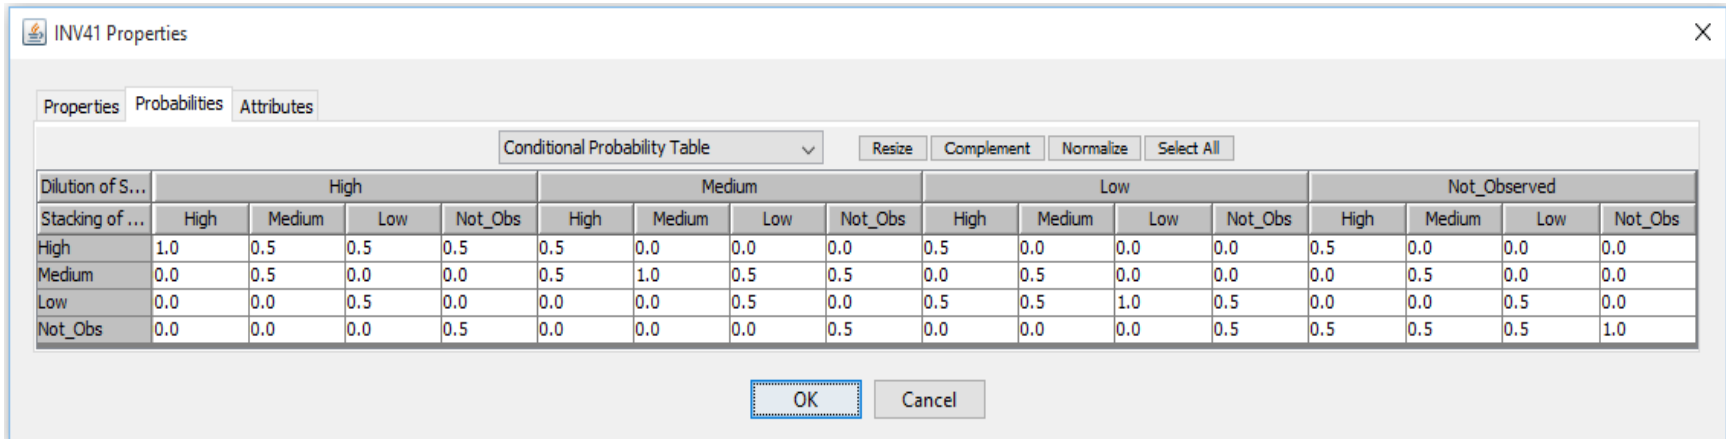 INV41 Properties
Properties Probabilities Attributes
Conditional Probability Table Resize Complement Normalize Select All
Dilution of S... High Medium Low Not_Observed
Stacking of ... High Medium Low Not_Obs High Medium Low Not_Obs High Medium Low Not_Obs High Medium Low Not_Obs
High 1.0 0.5 0.5 0.5 0.5 0.0 0.0 0.0 0.5 0.0 0.0 0.0 0.5 0.0 0.0 0.0
Medium 0.0 0.5 0.0 0.0 0.5 1.0 0.5 0.5 0.0 0.5 0.0 0.0 0.0 0.5 0.0 0.0
Low 0.0 0.0 0.5 0.0 0.0 0.0 0.5 0.0 0.5 0.5 1.0 0.5 0.0 0.0 0.5 0.0
Not_Obs 0.0 0.0 0.0 0.5 0.0 0.0 0.0 0.5 0.0 0.0 0.0 0.5 0.5 0.5 0.5 1.0
OK Cancel